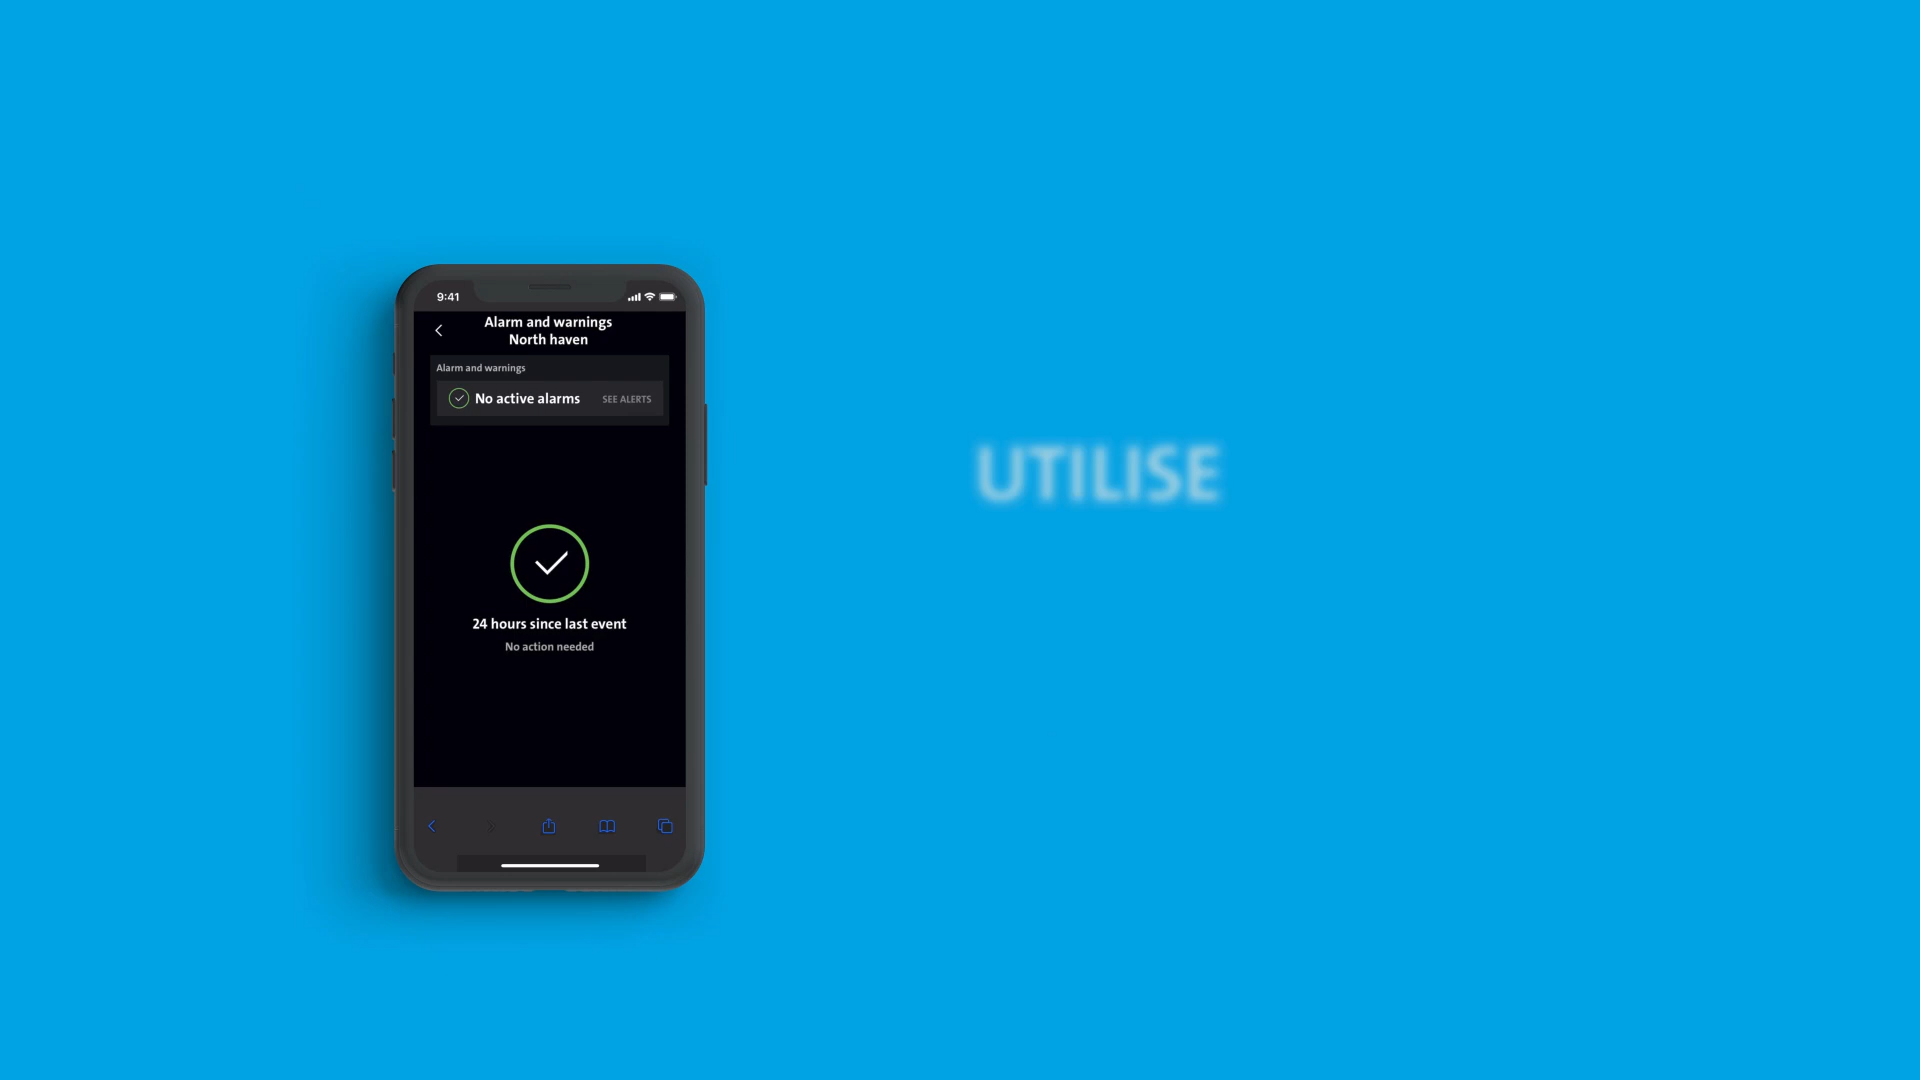 9:41
Alarm and warnings
North haven
Alarm and warnings
No active alarms SEE ALERTS
24 hours since last event
No action needed
UTILISE